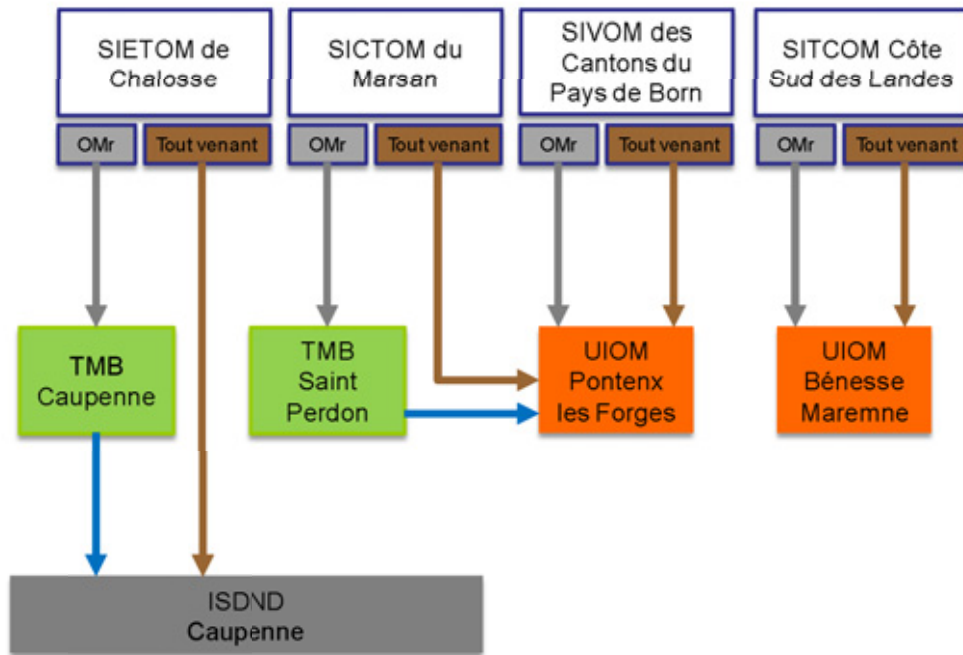 SIETOM de
Chalosse
OMr
Tout venant
SICTOM du
Marsan
OMr
Tout venant
SIVOM des
Cantons du
Pays de Born
OMr
Tout venant
SITCOM Côte
Sud des Landes
OMr
Tout venant
TMB
Caupenne
TMB
Saint
Perdon
UIOM
Pontenx
les Forges
UIOM
Bénesse
Maremne
ISDND
Caupenne